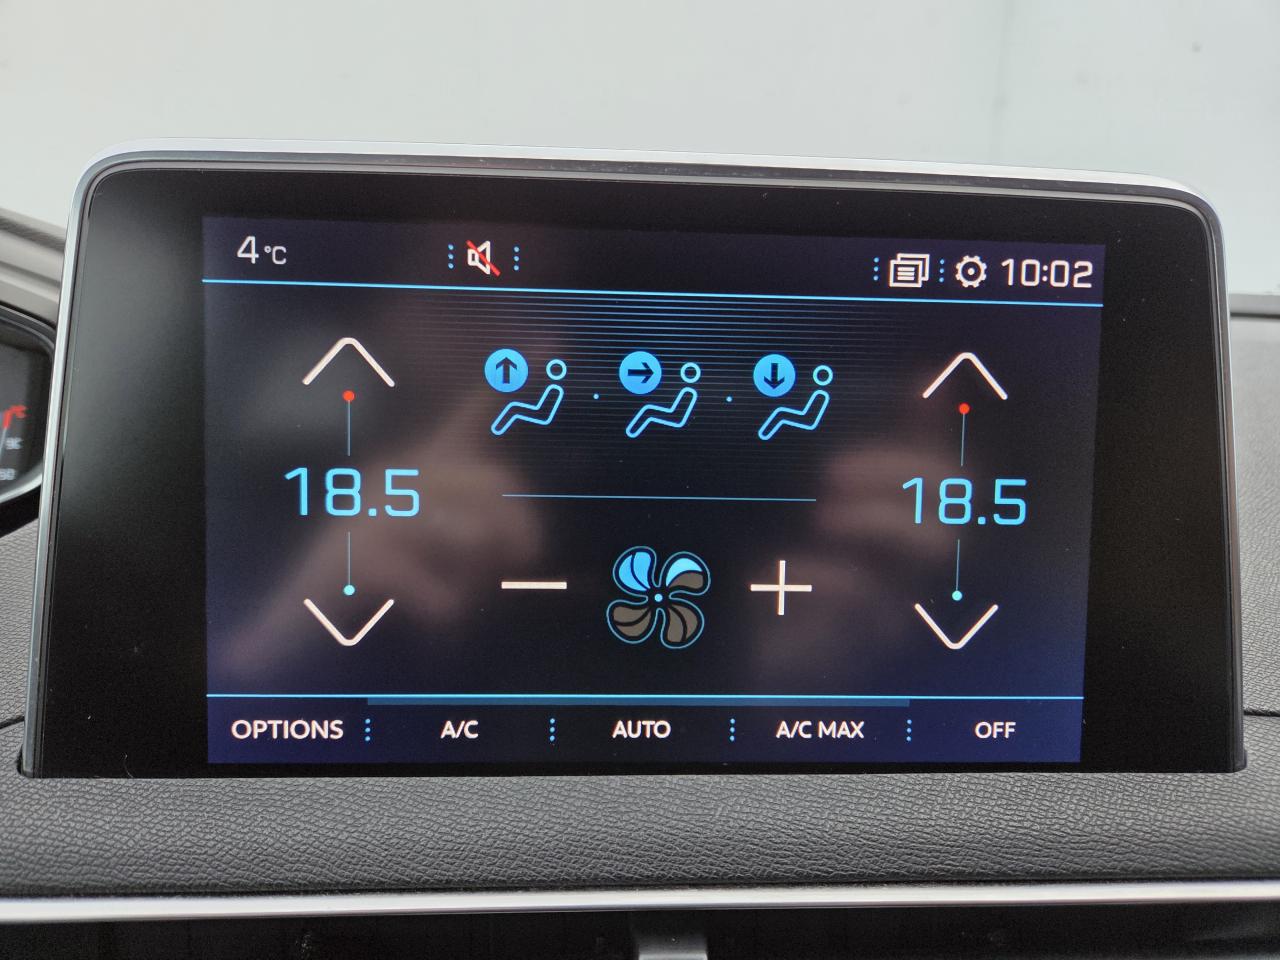 4°C 10:02
18.5 18.5
OPTIONS A/C AUTO A/C MAX OFF